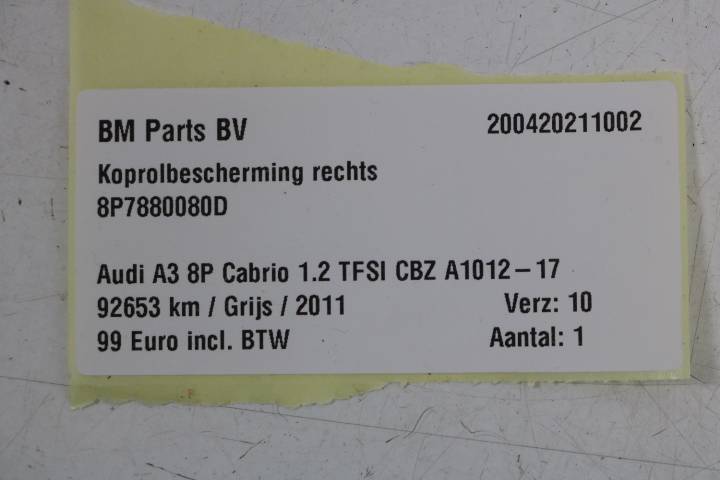 BM Parts BV 200420211002
Koprolbescherming rechts
8P7880080D
Audi A3 8P Cabrio 1.2 TFSI CBZ A1012-17
92653 km / Grijs / 2011 Verz: 10
99 Euro incl. BTW Aantal: 1